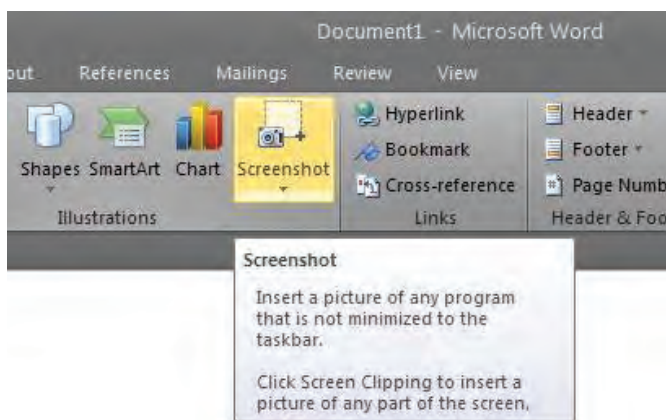 Document1 - Microsoft Word
out References Mailings Review View
Shapes SmartArt Chart Screenshot
Hyperlink
Bookmark
Cross-reference
Header
Footer
Page Numb
Illustrations Links Header & Foo
Screenshot
Insert a picture of any program
that is not minimized to the
taskbar.
Click Screen Clipping to insert a
picture of any part of the screen.